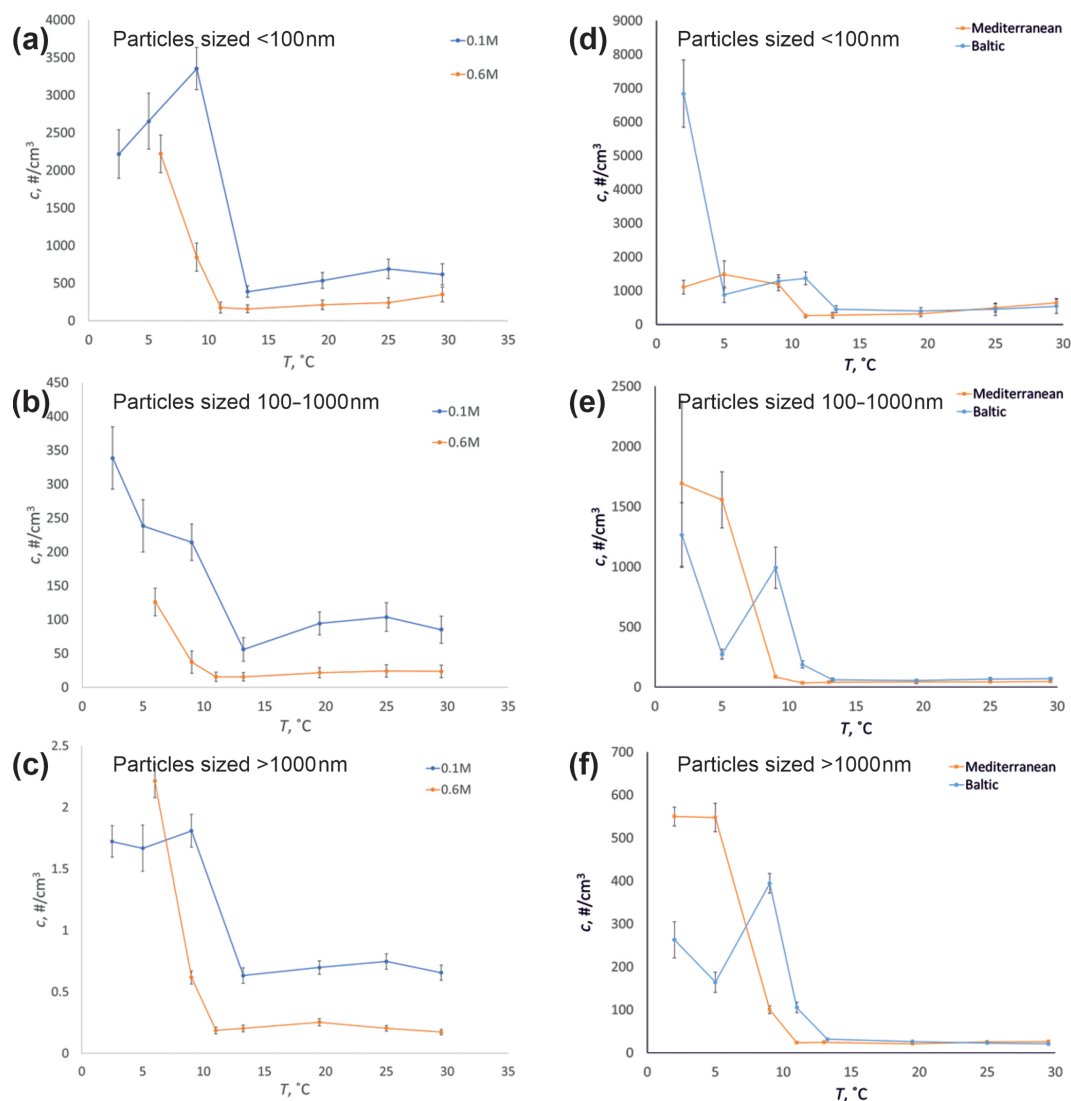 (a) Particles sized <100nm
0.1M
0.6M
4000
3500
3000
2500
2000
1500
1000
500
0
c, #/cm³
0 5 10 15 20 25 30 35
T, ˚C
(d) Particles sized <100nm
Mediterranean
Baltic
9000
8000
7000
6000
5000
4000
3000
2000
1000
0
c, #/cm³
0 5 10 15 20 25 30
T, ˚C
(b) Particles sized 100–1000nm
0.1M
0.6M
450
400
350
300
250
200
150
100
50
0
c, #/cm³
0 5 10 15 20 25 30 35
T, ˚C
(e) Particles sized 100–1000nm
Mediterranean
Baltic
2500
2000
1500
1000
500
0
c, #/cm³
0 5 10 15 20 25 30
T, ˚C
(c) Particles sized >1000nm
0.1M
0.6M
2.5
2
1.5
1
0.5
0
c, #/cm³
0 5 10 15 20 25 30 35
T, ˚C
(f) Particles sized >1000nm
Mediterranean
Baltic
700
600
500
400
300
200
100
0
c, #/cm³
0 5 10 15 20 25 30
T, ˚C